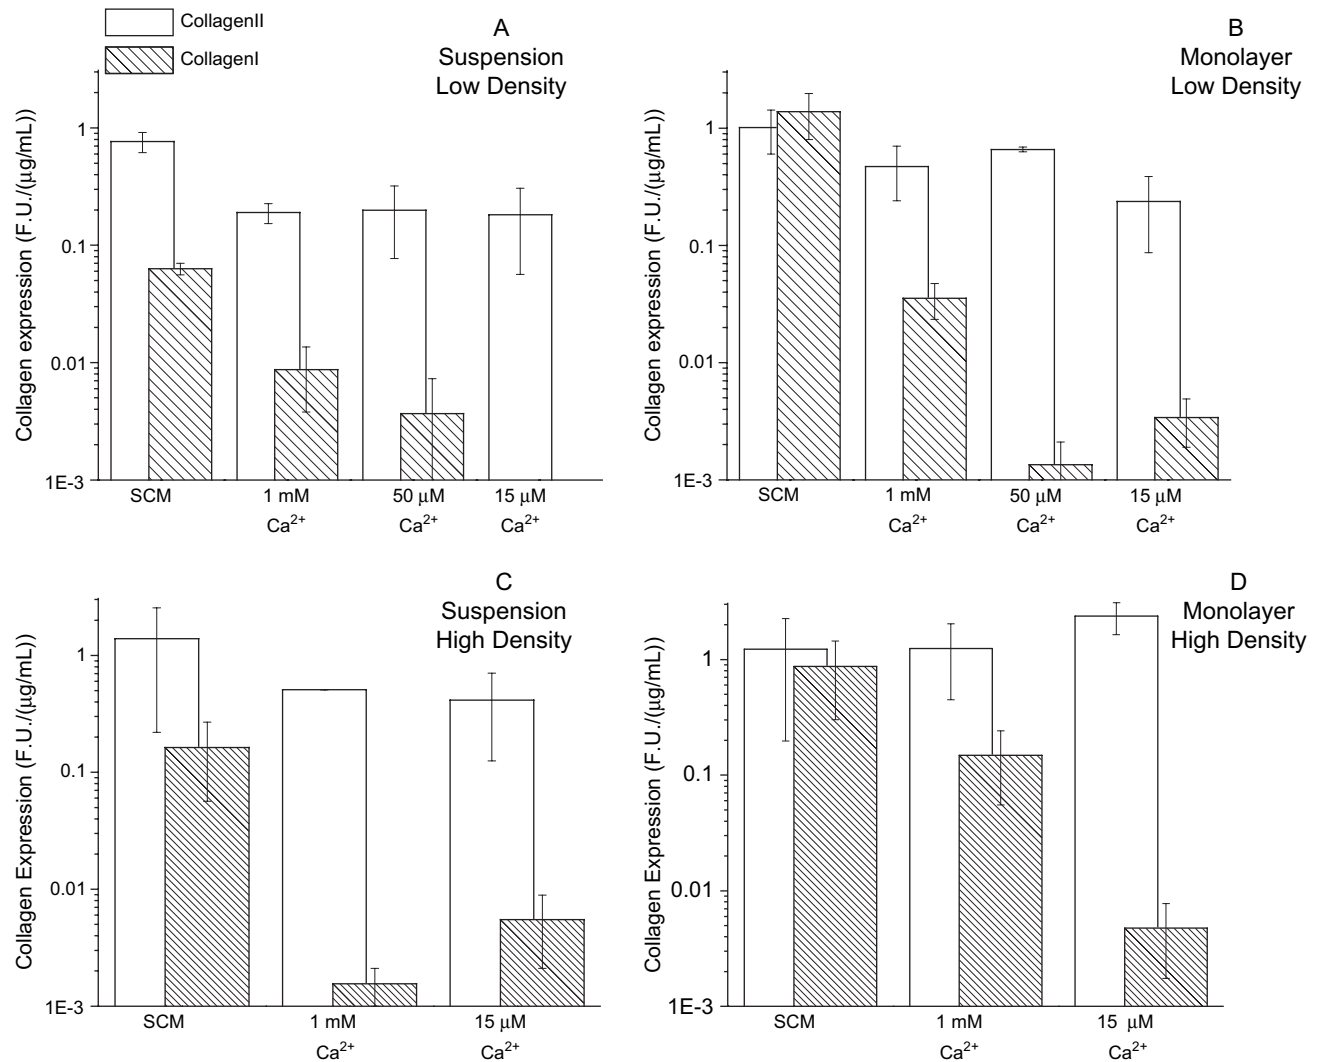 CollagenII
CollagenI
A
Suspension
Low Density
Collagen expression (F.U./(μg/mL))
1
0.1
0.01
1E-3
SCM
1 mM
Ca²⁺
50 μM
Ca²⁺
15 μM
Ca²⁺
B
Monolayer
Low Density
Collagen expression (F.U./(μg/mL))
1
0.1
0.01
1E-3
SCM
1 mM
Ca²⁺
50 μM
Ca²⁺
15 μM
Ca²⁺
C
Suspension
High Density
Collagen Expression (F.U./(μg/mL))
1
0.1
0.01
1E-3
SCM
1 mM
Ca²⁺
15 μM
Ca²⁺
D
Monolayer
High Density
Collagen Expression (F.U./(μg/mL))
1
0.1
0.01
1E-3
SCM
1 mM
Ca²⁺
15 μM
Ca²⁺